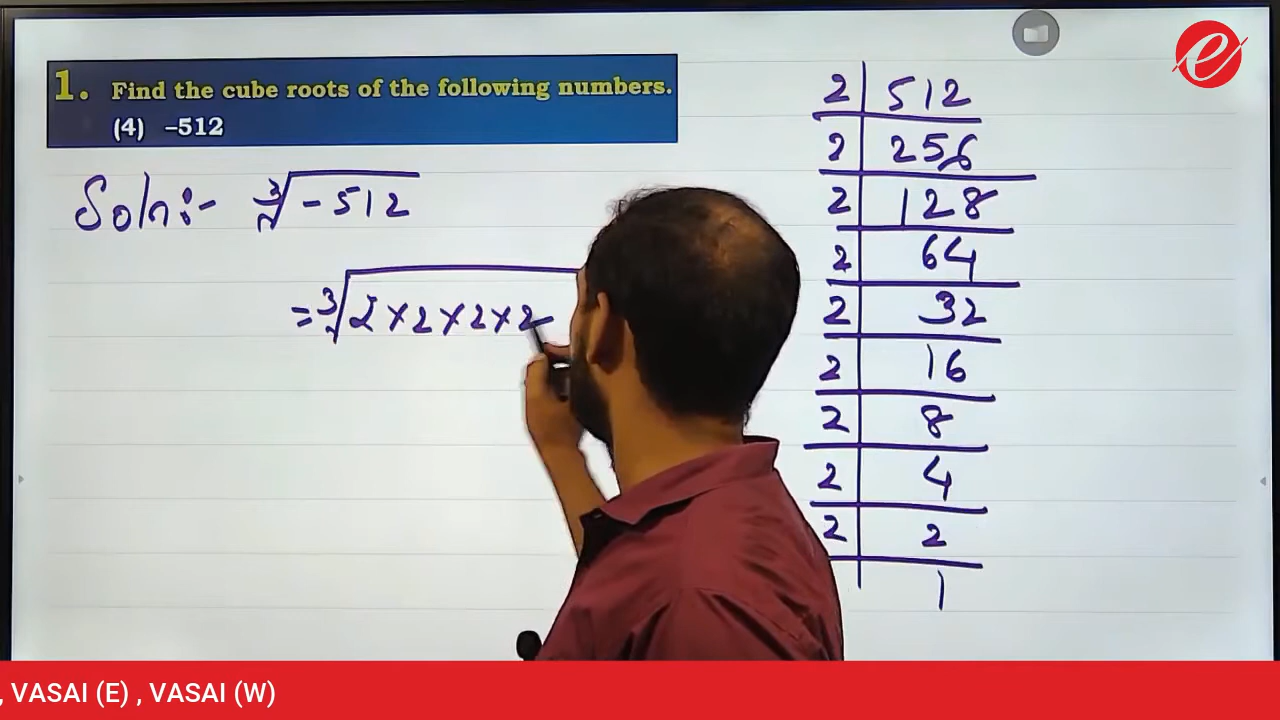 1. Find the cube roots of the following numbers.
(4) -512
Soln:- ∛-512
= ∛2×2×2×2
2 | 512
2 | 256
2 | 128
2 | 64
2 | 32
2 | 16
2 | 8
2 | 4
2 | 2
| 1
e
, VASAI (E) , VASAI (W)